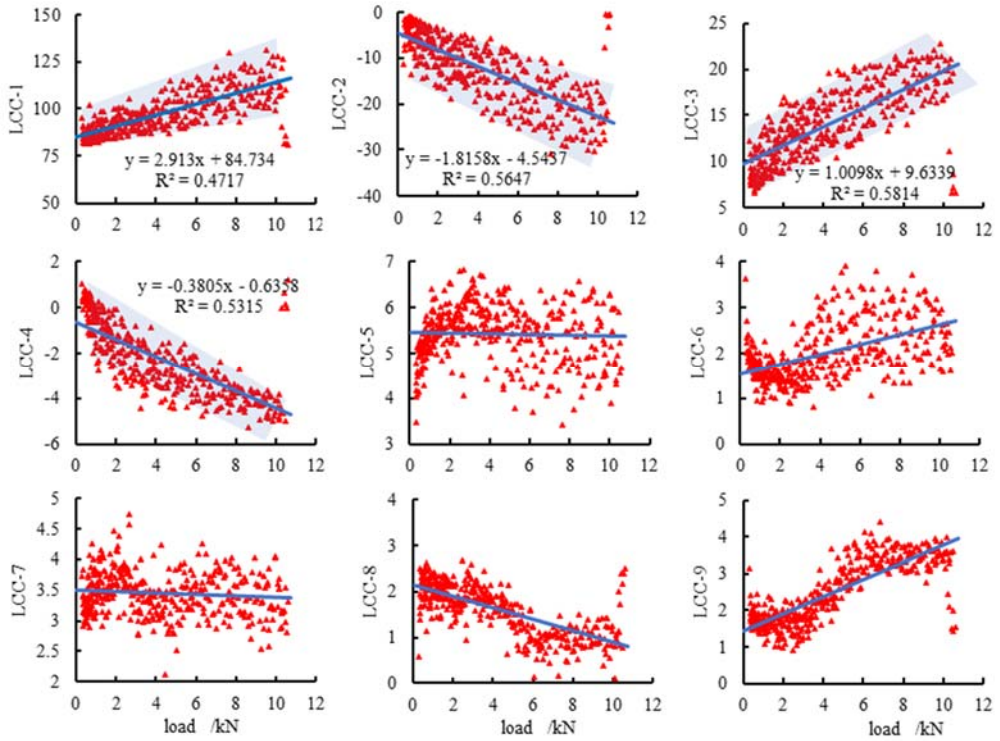 150
125
100
75
50
LCC-1
y = 2.913x + 84.734
R² = 0.4717
0 2 4 6 8 10 12
0
-10
-20
-30
-40
LCC-2
y = -1.8158x - 4.5437
R² = 0.5647
0 2 4 6 8 10 12
25
20
15
10
5
LCC-3
y = 1.0098x + 9.6339
R² = 0.5814
0 2 4 6 8 10 12
2
0
-2
-4
-6
LCC-4
y = -0.3805x - 0.6358
R² = 0.5315
0 2 4 6 8 10 12
7
6
5
4
3
LCC-5
0 2 4 6 8 10 12
4
3
2
1
0
LCC-6
0 2 4 6 8 10 12
5
4.5
4
3.5
3
2.5
2
LCC-7
0 2 4 6 8 10 12
load /kN
4
3
2
1
0
LCC-8
0 2 4 6 8 10 12
load /kN
5
4
3
2
1
0
LCC-9
0 2 4 6 8 10 12
load /kN